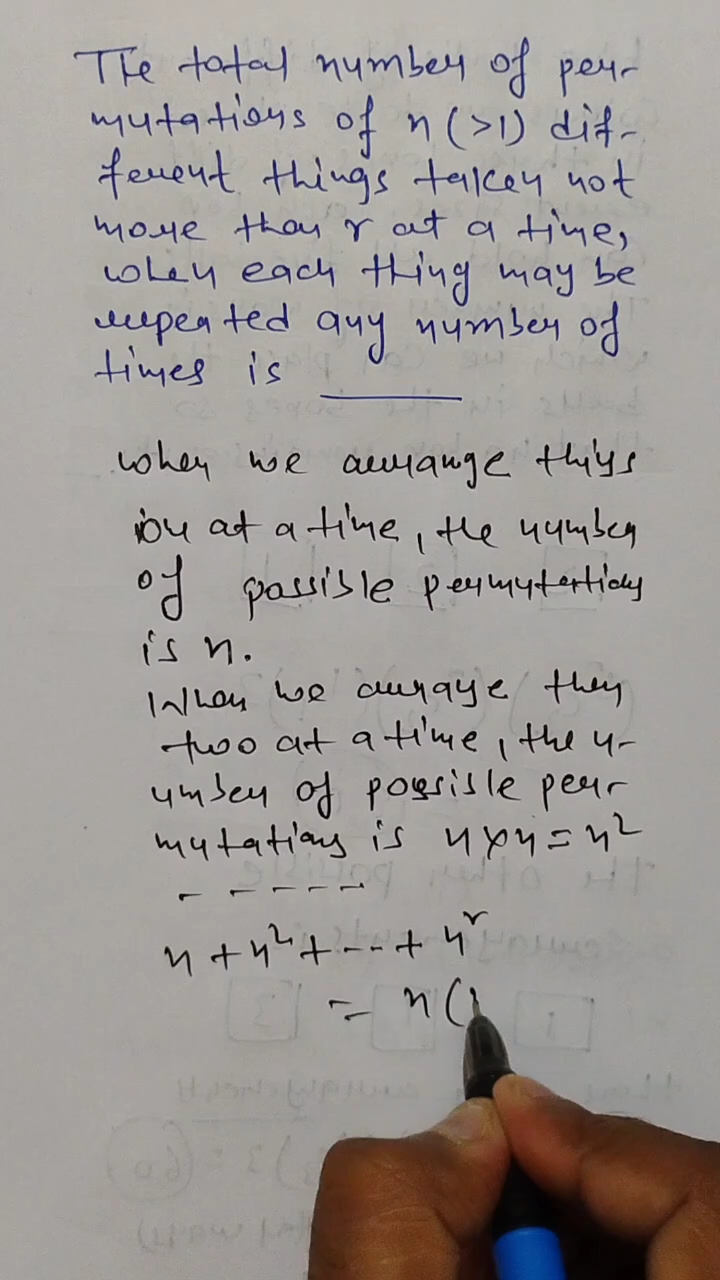 The total number of per-
mutations of n (>1) dif-
ferent things taken not
more than r at a time,
when each thing may be
repeated any number of
times is ______
when we arrange things
one at a time, the number
of possible permutations
is n.
When we arrange them
two at a time, the n-
umber of possible per-
mutations is n×n=n²
- - - - -
n + n² + --- + nʳ
= n (